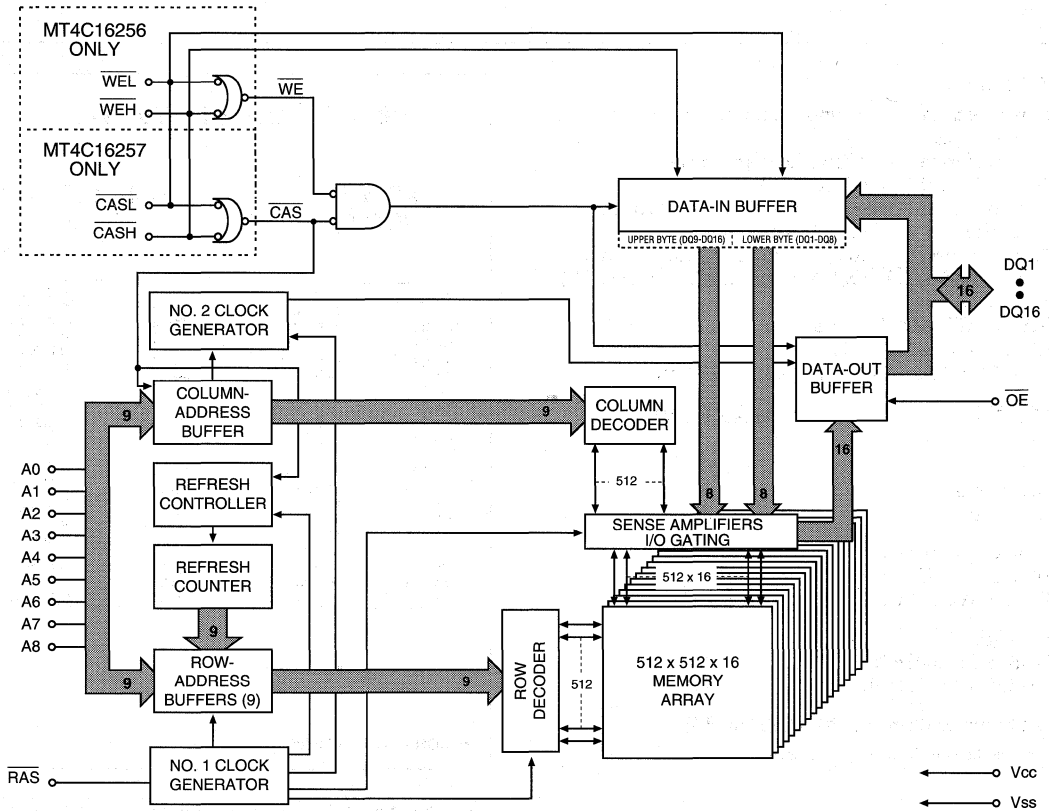 MT4C16256
ONLY
WEL
WEH
WE
MT4C16257
ONLY
CASL
CASH
CAS
DATA-IN BUFFER
UPPER BYTE (DQ9-DQ16)
LOWER BYTE (DQ1-DQ8)
16
DQ1
DQ16
NO. 2 CLOCK
GENERATOR
COLUMN-
ADDRESS
BUFFER
9
9
COLUMN
DECODER
DATA-OUT
BUFFER
OE
16
A0
A1
A2
A3
A4
A5
A6
A7
A8
REFRESH
CONTROLLER
REFRESH
COUNTER
9
512
8
8
SENSE AMPLIFIERS
I/O GATING
512 x 16
9
ROW-
ADDRESS
BUFFERS (9)
9
ROW
DECODER
512
512 x 512 x 16
MEMORY
ARRAY
RAS
NO. 1 CLOCK
GENERATOR
Vcc
Vss